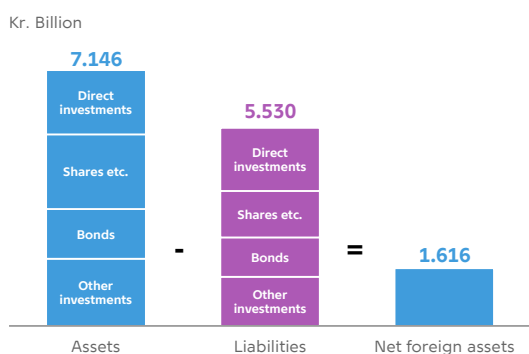 Kr. Billion
7.146
Direct
investments
Shares etc.
Bonds
Other
investments
-
5.530
Direct
investments
Shares etc.
Bonds
Other
investments
=
1.616
Assets
Liabilities
Net foreign assets